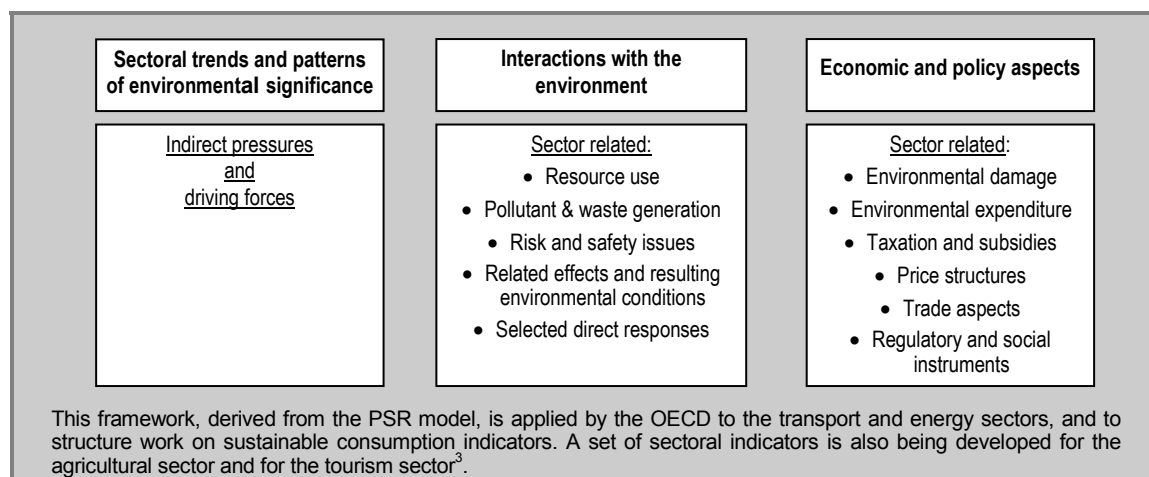 Sectoral trends and patterns
of environmental significance
Indirect pressures
and
driving forces
Interactions with the
environment
Sector related:
• Resource use
• Pollutant & waste generation
• Risk and safety issues
• Related effects and resulting
environmental conditions
• Selected direct responses
Economic and policy aspects
Sector related:
• Environmental damage
• Environmental expenditure
• Taxation and subsidies
• Price structures
• Trade aspects
• Regulatory and social
instruments
This framework, derived from the PSR model, is applied by the OECD to the transport and energy sectors, and to
structure work on sustainable consumption indicators. A set of sectoral indicators is also being developed for the
agricultural sector and for the tourism sector³.